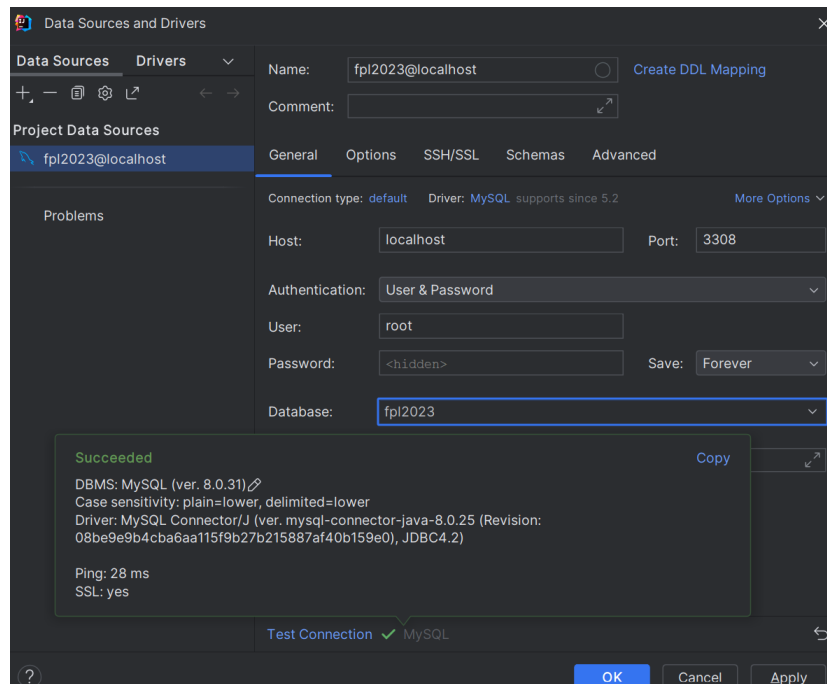 Data Sources and Drivers
Data Sources Drivers
Project Data Sources
fpl2023@localhost
Problems
Name: fpl2023@localhost Create DDL Mapping
Comment:
General Options SSH/SSL Schemas Advanced
Connection type: default Driver: MySQL supports since 5.2 More Options
Host: localhost Port: 3308
Authentication: User & Password
User: root
Password: <hidden> Save: Forever
Database: fpl2023
Succeeded Copy
DBMS: MySQL (ver. 8.0.31)
Case sensitivity: plain=lower, delimited=lower
Driver: MySQL Connector/J (ver. mysql-connector-java-8.0.25 (Revision:
08be9e9b4cba6aa115f9b27b215887af40b159e0), JDBC4.2)
Ping: 28 ms
SSL: yes
Test Connection MySQL
? OK Cancel Apply